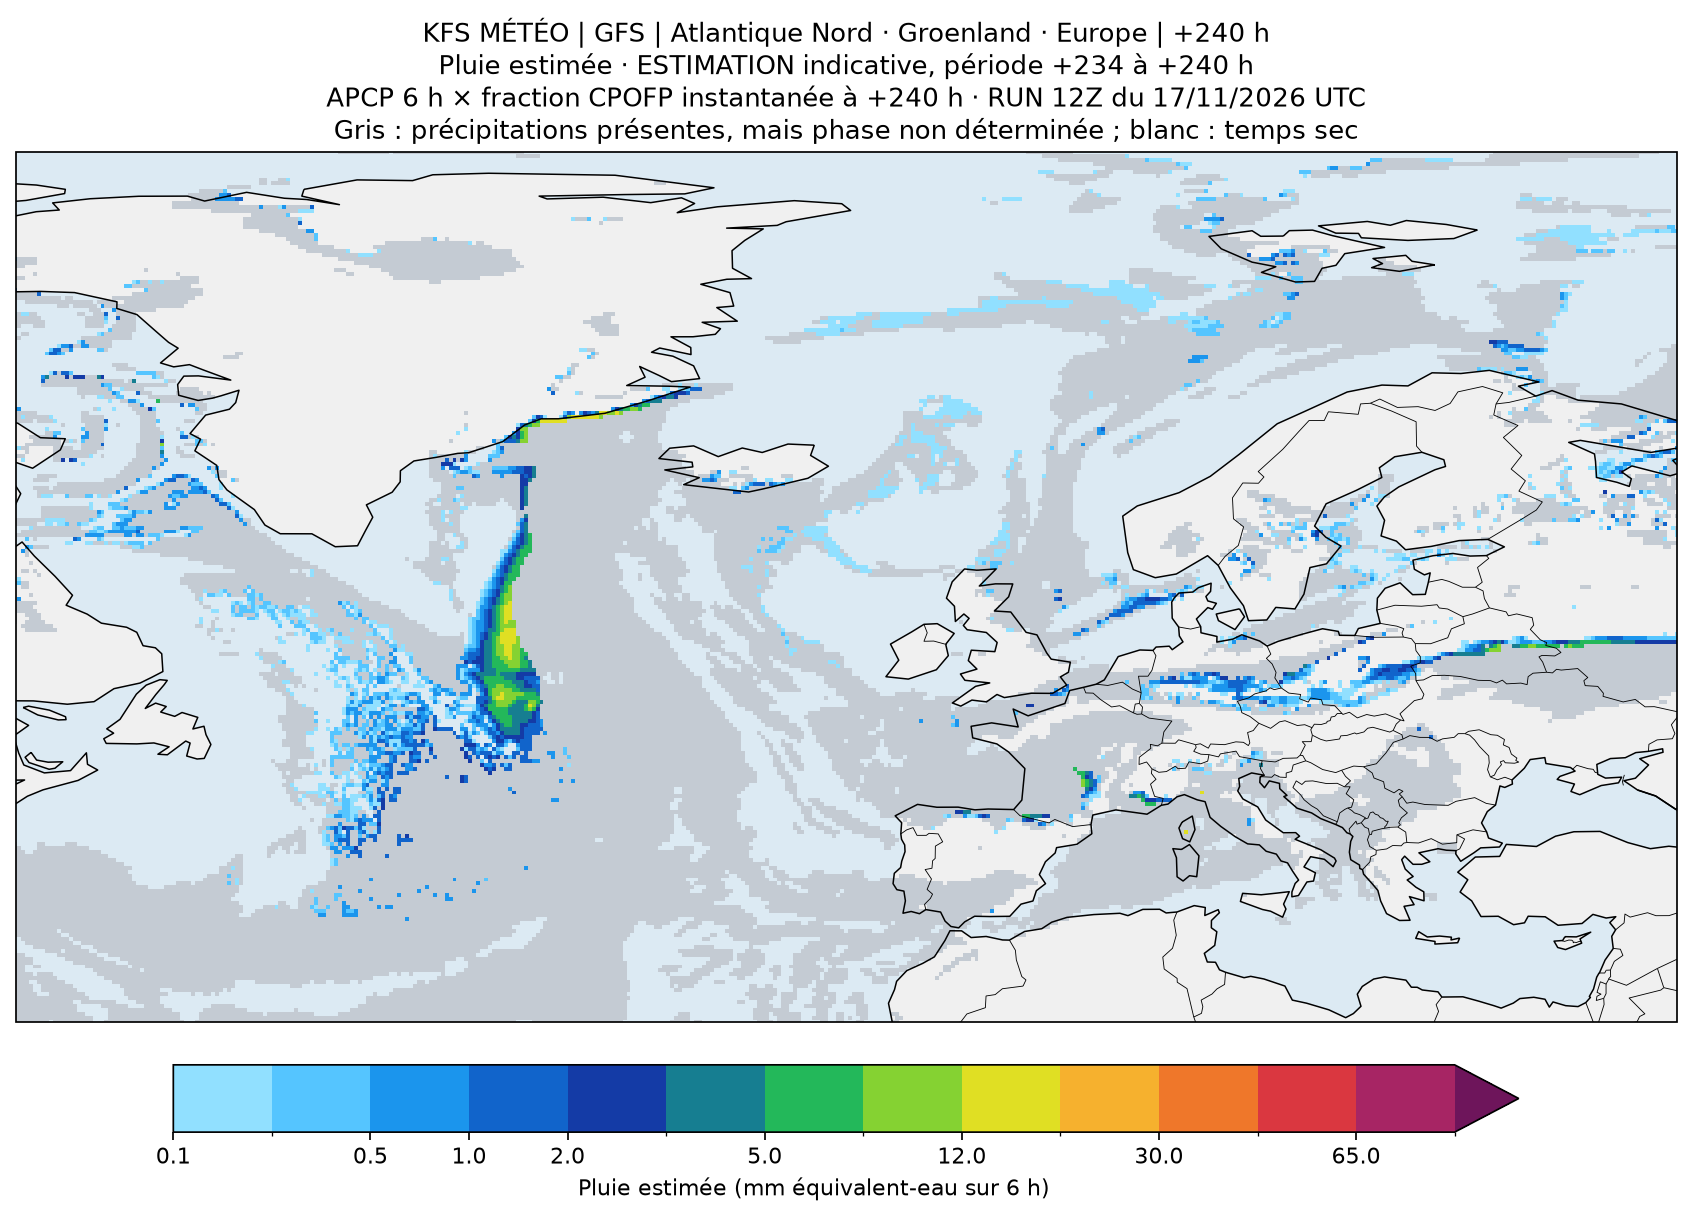 KFS MÉTÉO | GFS | Atlantique Nord · Groenland · Europe | +240 h
Pluie estimée · ESTIMATION indicative, période +234 à +240 h
APCP 6 h × fraction CPOFP instantanée à +240 h · RUN 12Z du 17/11/2026 UTC
Gris : précipitations présentes, mais phase non déterminée ; blanc : temps sec
0.1 0.5 1.0 2.0 5.0 12.0 30.0 65.0
Pluie estimée (mm équivalent-eau sur 6 h)